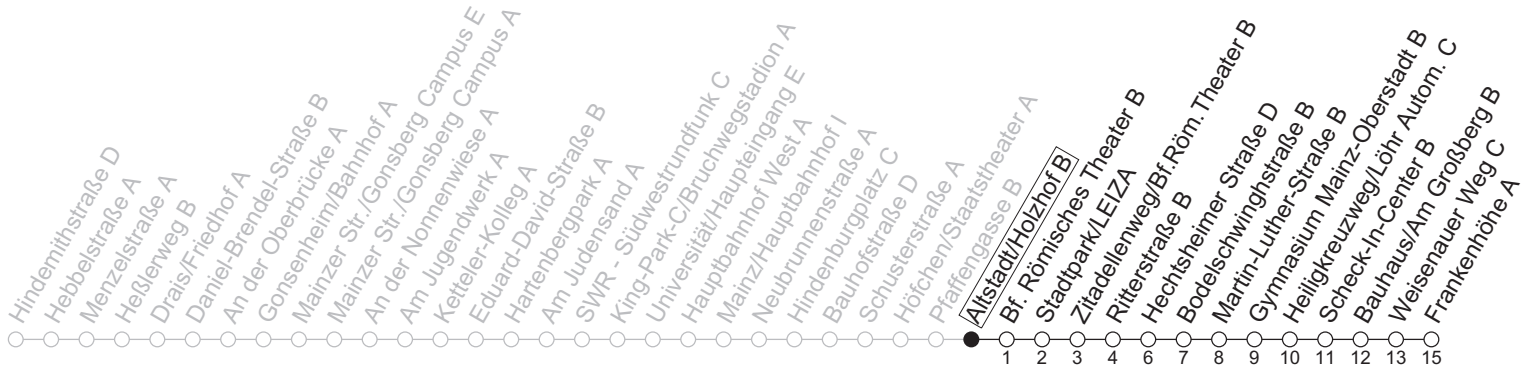 Hindemithstraße D
Hebbelstraße A
Menzelstraße A
Heßlerweg B
Drais/Friedhof A
Daniel-Brendel-Straße B
An der Oberbrücke A
Gonsenheim/Bahnhof A
Mainzer Str./Gonsberg Campus E
Mainzer Str./Gonsberg Campus A
An der Nonnenwiese A
Am Jugendwerk A
Ketteler-Kolleg A
Eduard-David-Straße B
Hartenbergpark A
Am Judensand A
SWR - Südwestrundfunk C
King-Park-C/Bruchwegstadion A
Universität/Haupteingang E
Hauptbahnhof West A
Mainz/Hauptbahnhof I
Neubrunnenstraße A
Hindenburgplatz C
Bauhofstraße D
Schusterstraße A
Höfchen/Staatstheater A
Pfaffengasse B
Altstadt/Holzhof B
Bf. Römisches Theater B
Stadtpark/LEIZA
Zitadellenweg/Bf.Röm. Theater B
Ritterstraße B
Hechtsheimer Straße D
Bodelschwinghstraße B
Martin-Luther-Straße B
Gymnasium Mainz-Oberstadt B
Heiligkreuzweg/Löhr Autom. C
Scheck-In-Center B
Bauhaus/Am Großberg B
Weisenauer Weg C
Frankenhöhe A
1 2 3 4 6 7 8 9 10 11 12 13 15